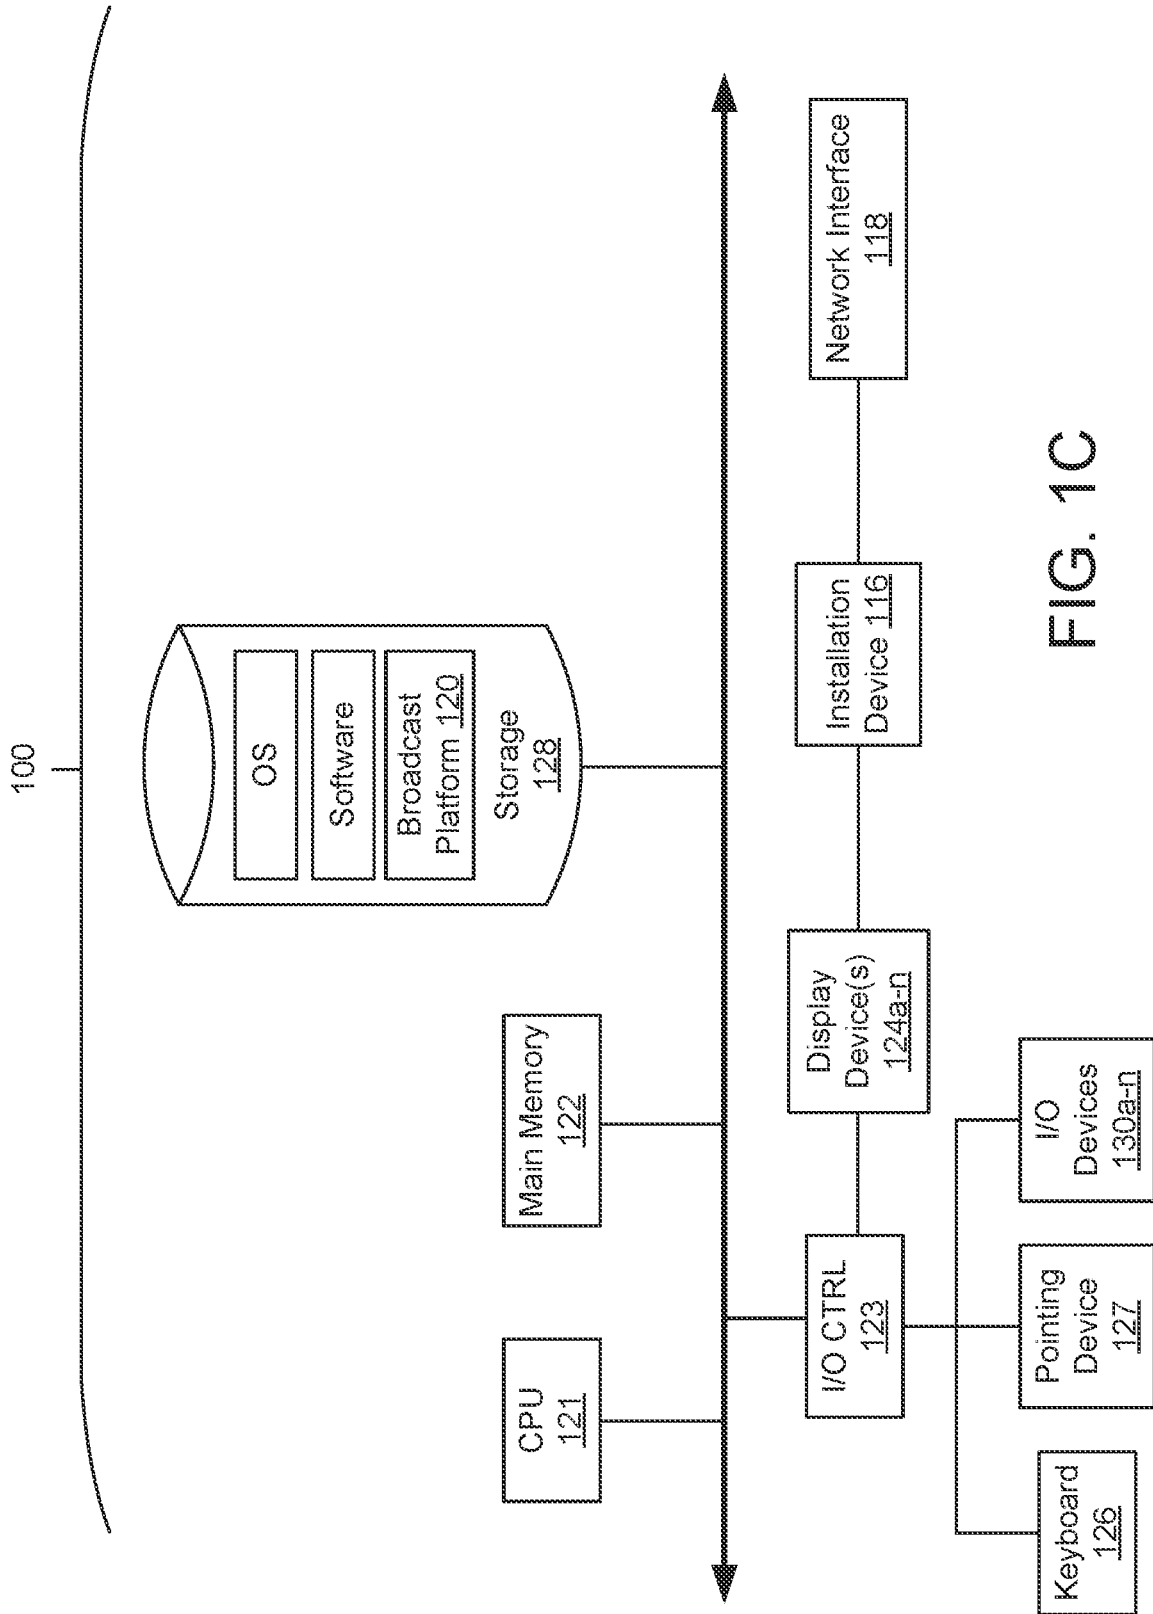 100
OS
Software
Broadcast
Platform 120
Storage
128
CPU
121
Main Memory
122
I/O CTRL
123
Display
Device(s)
124a-n
Installation
Device 116
Network Interface
118
Keyboard
126
Pointing
Device
127
I/O
Devices
130a-n
FIG. 1C